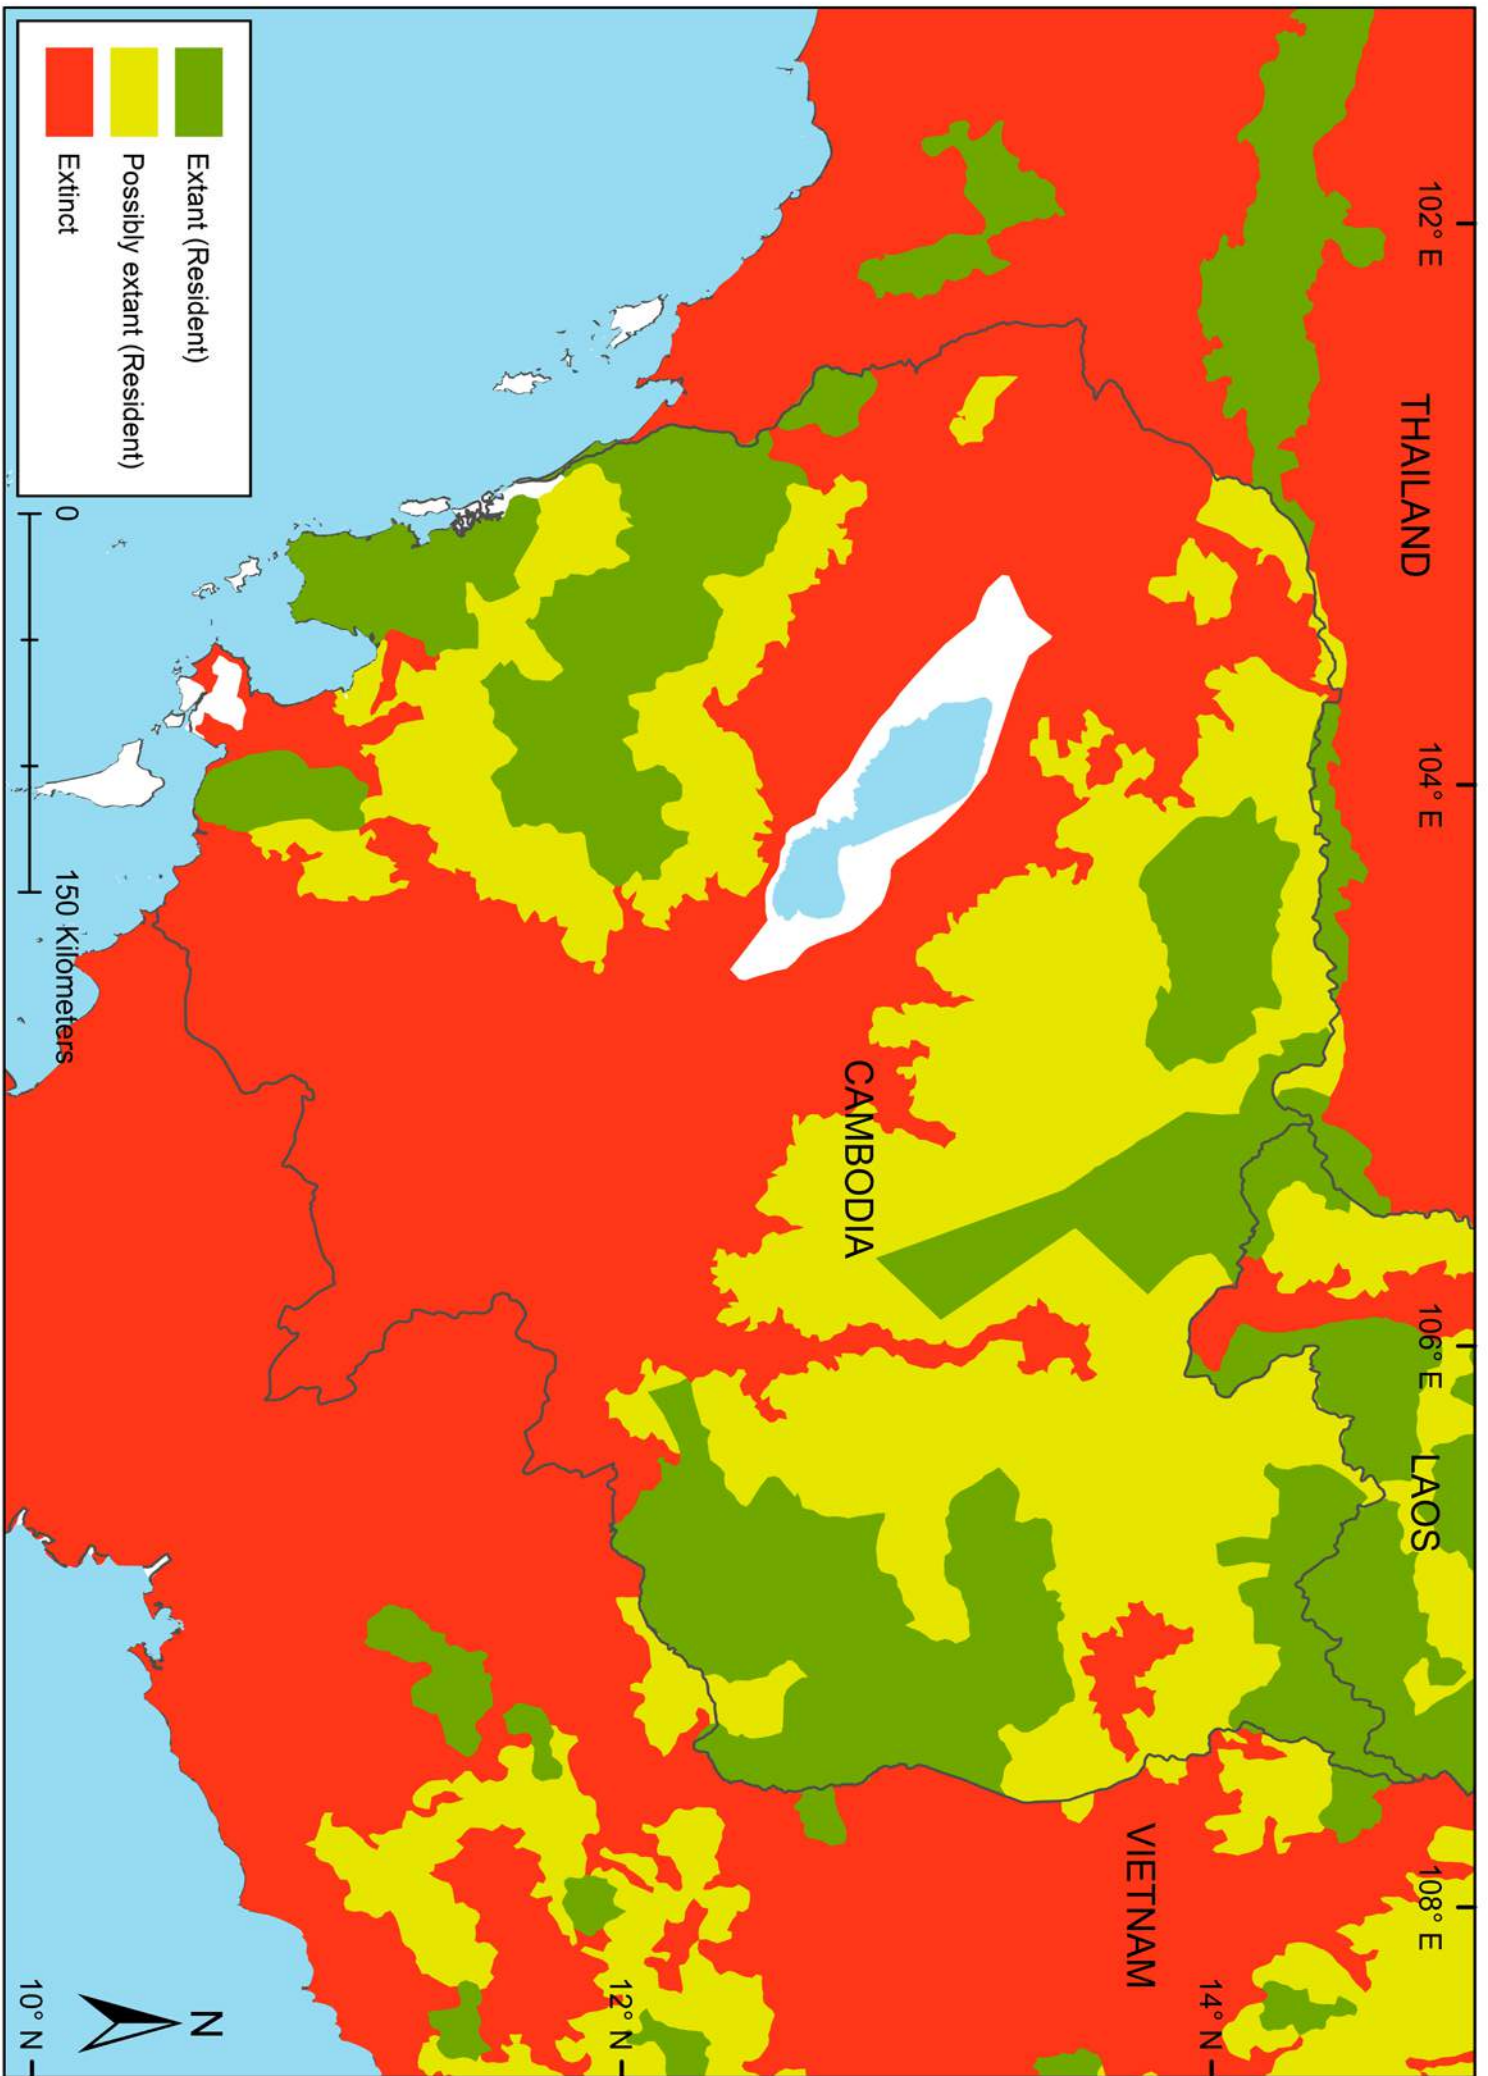 102° E
104° E
106° E
108° E
THAILAND
LAOS
14° N
VIETNAM
CAMBODIA
12° N
Extant (Resident)
Possibly extant (Resident)
Extinct
N
0
150 Kilometers
10° N